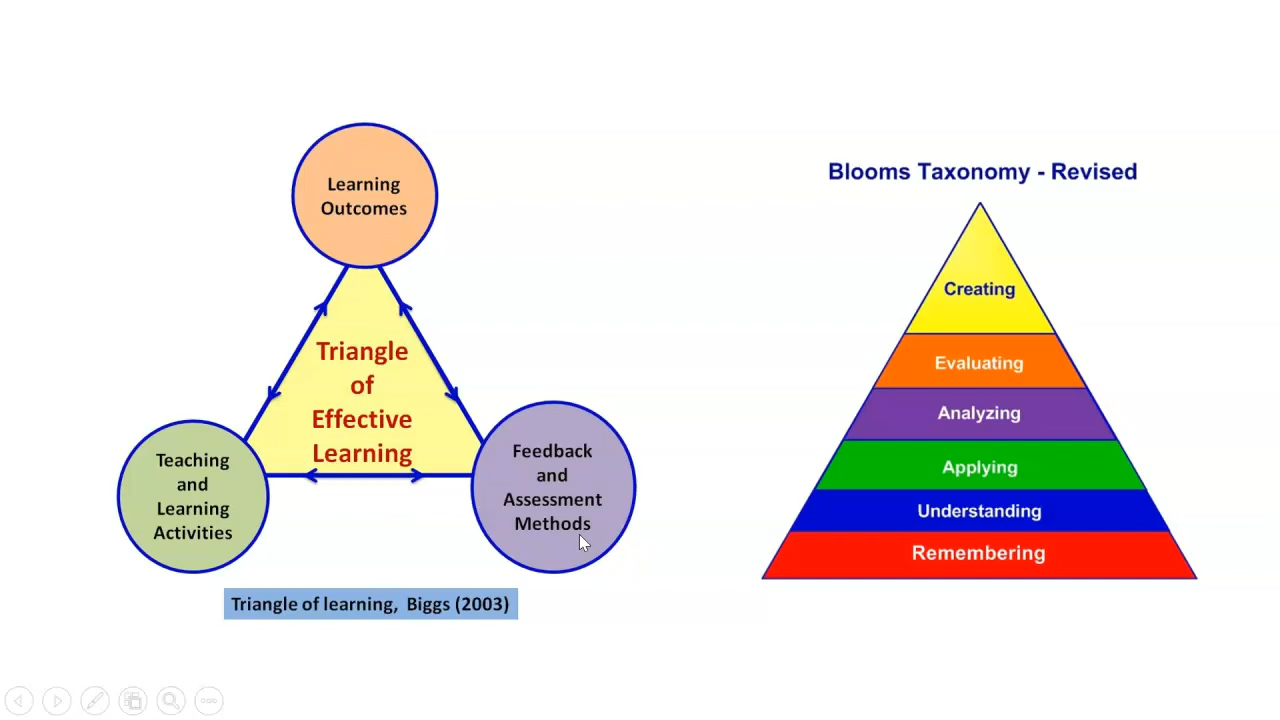 Learning
Outcomes
Triangle
of
Effective
Learning
Teaching
and
Learning
Activities
Feedback
and
Assessment
Methods
Triangle of learning, Biggs (2003)
Blooms Taxonomy - Revised
Creating
Evaluating
Analyzing
Applying
Understanding
Remembering